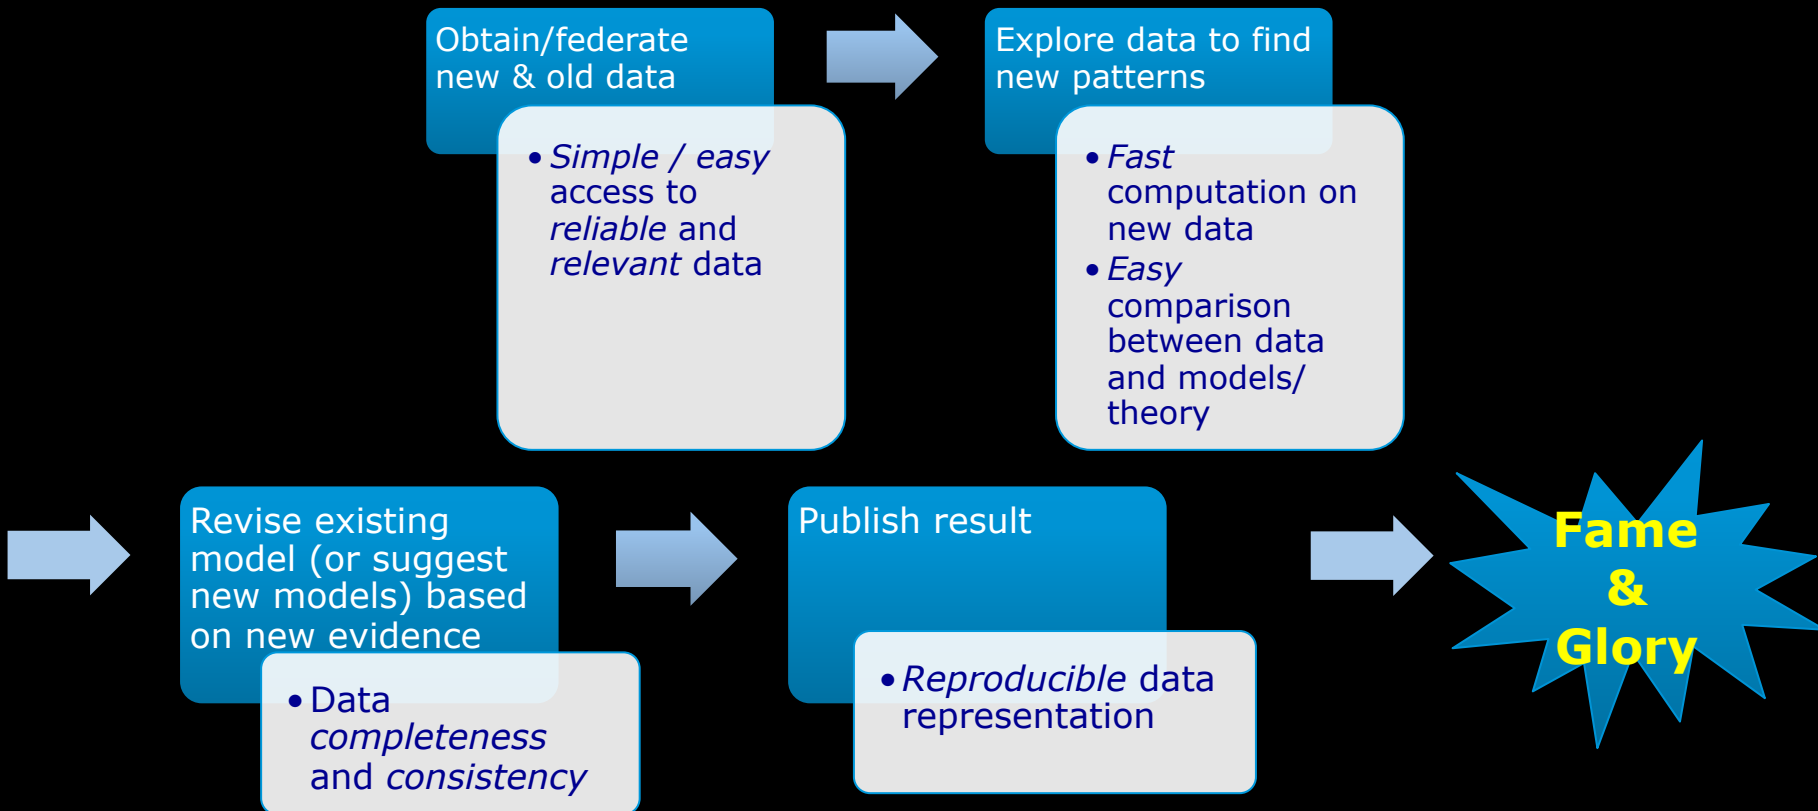 Obtain/federate
new & old data
• Simple / easy
access to
reliable and
relevant data
Explore data to find
new patterns
• Fast
computation on
new data
• Easy
comparison
between data
and models/
theory
Revise existing
model (or suggest
new models) based
on new evidence
• Data
completeness
and consistency
Publish result
• Reproducible data
representation
Fame
&
Glory